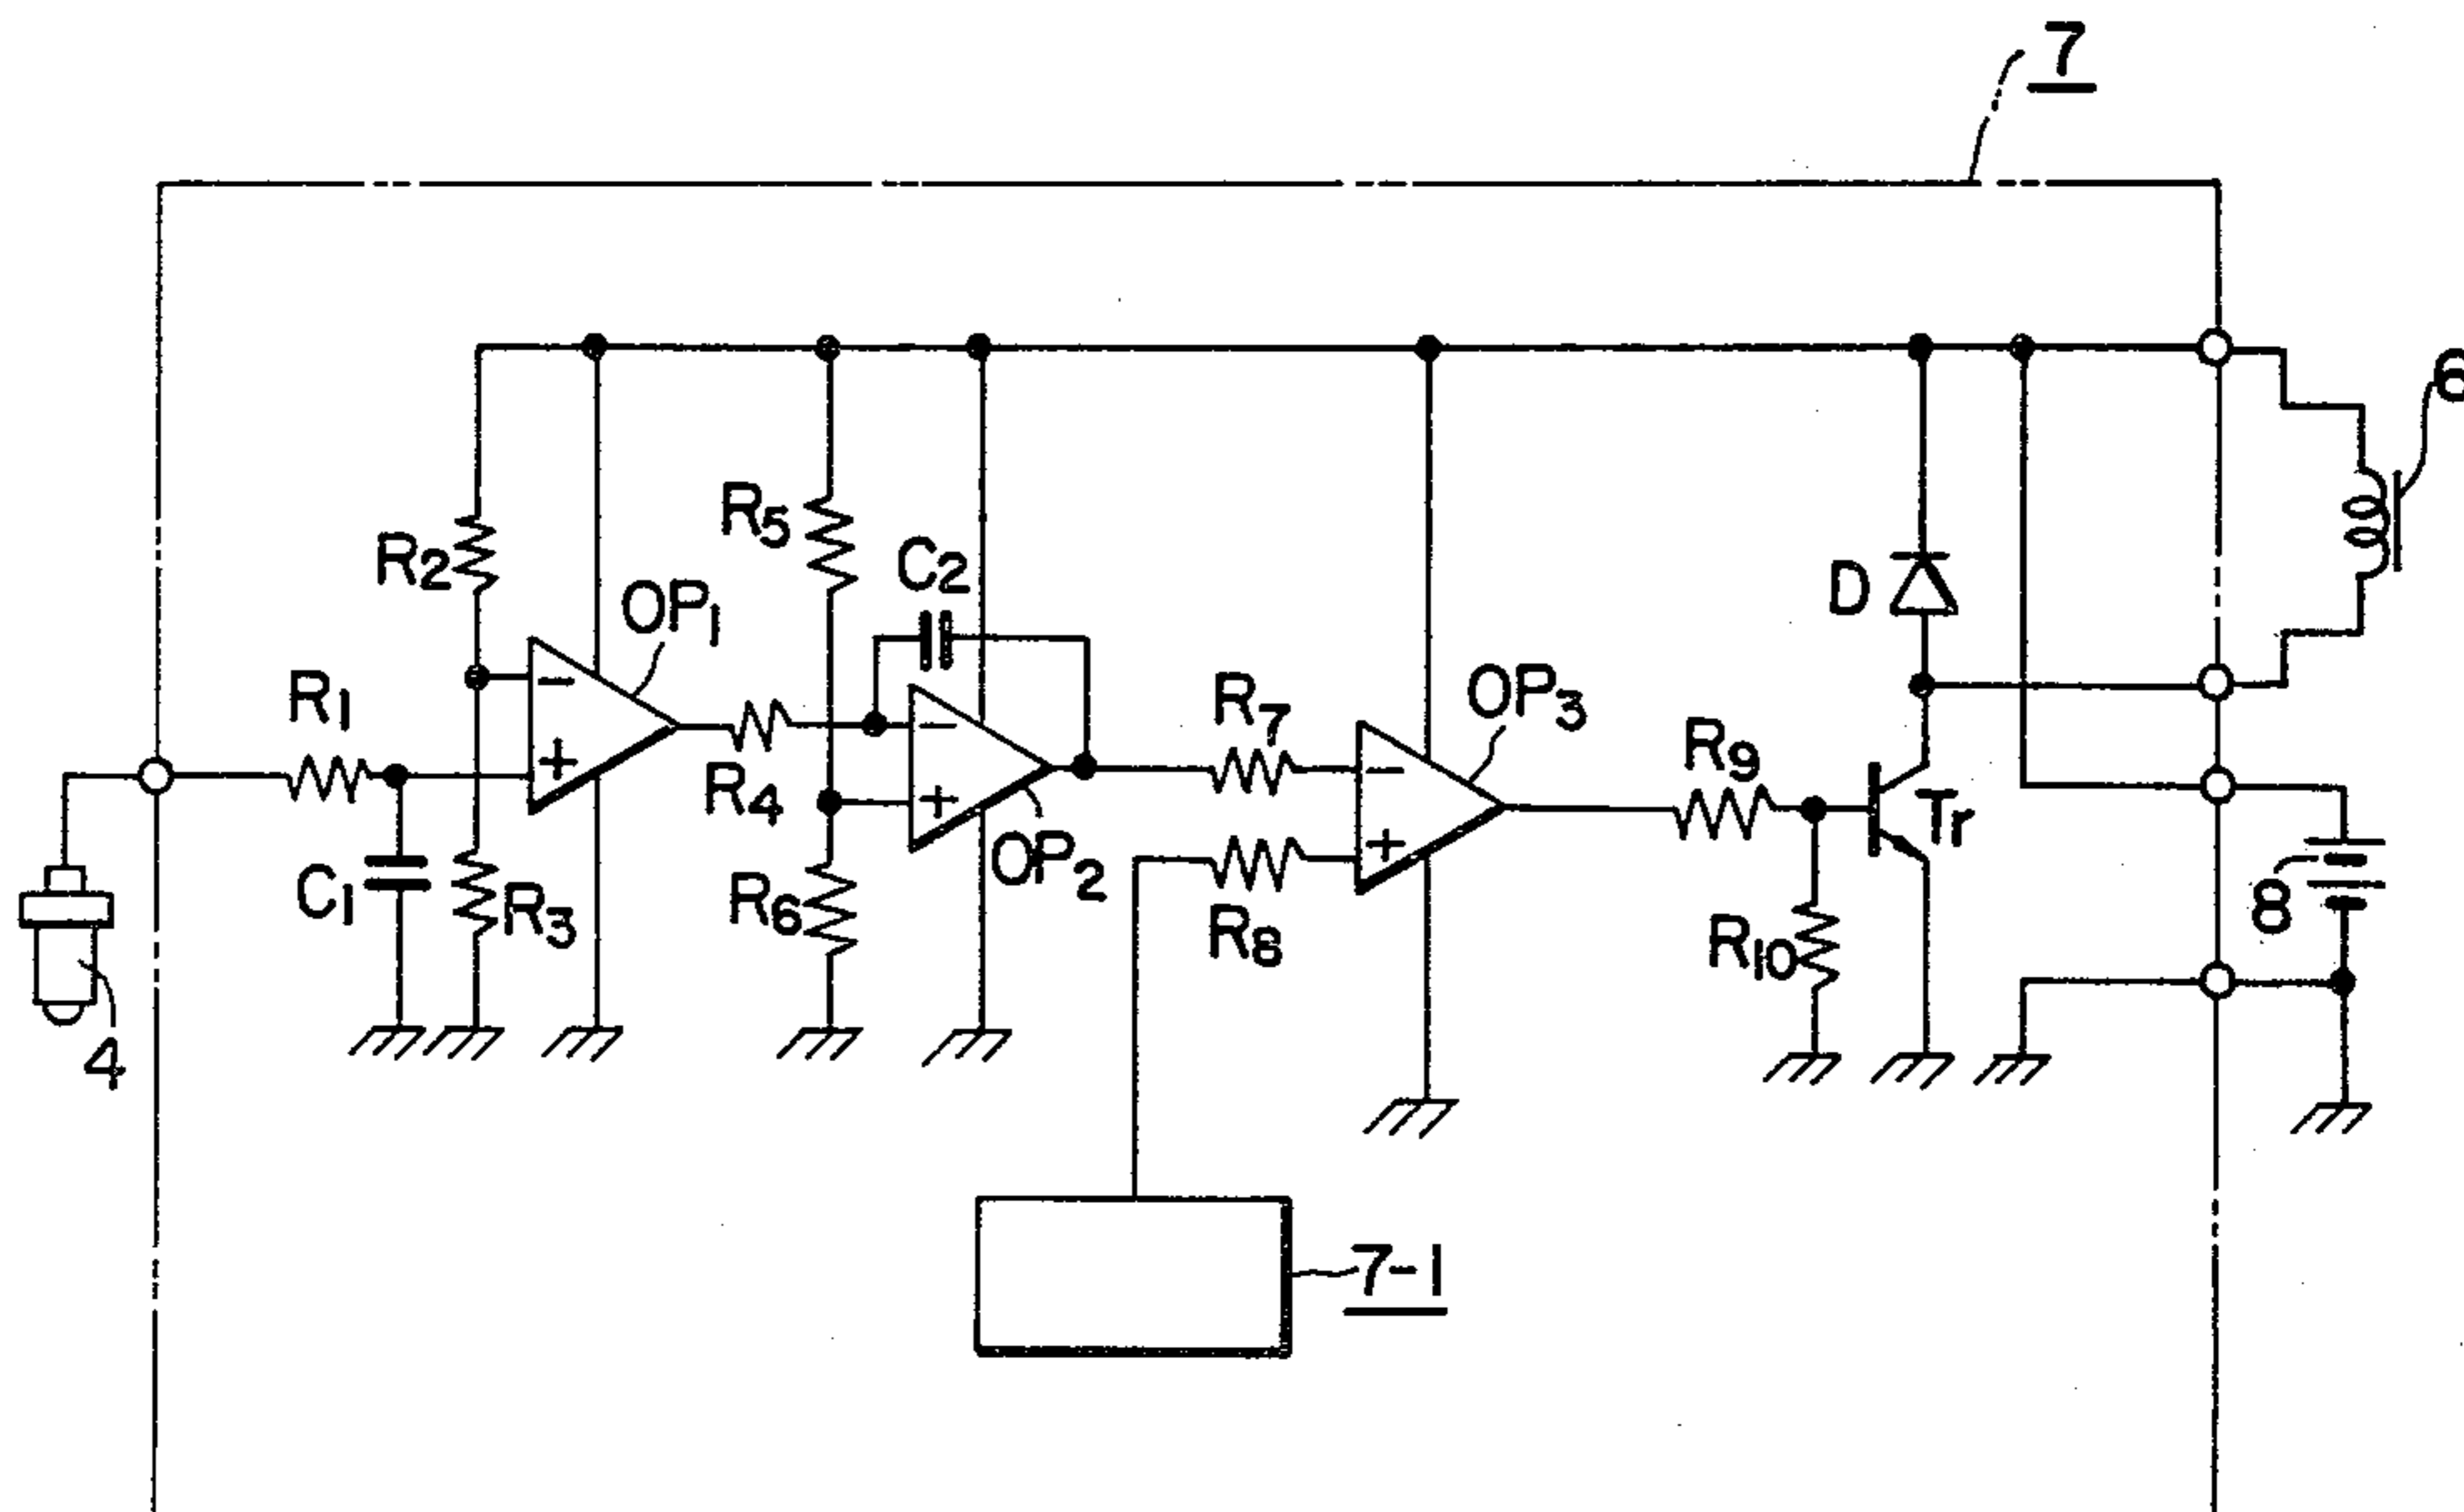 7
6
R5
R2
C2
OP1
D
R1
R7
OP3
R9
R4
Tr
C1
R3
R6
OP2
R8
R10
8
4
7-1
-
+
-
+
-
+